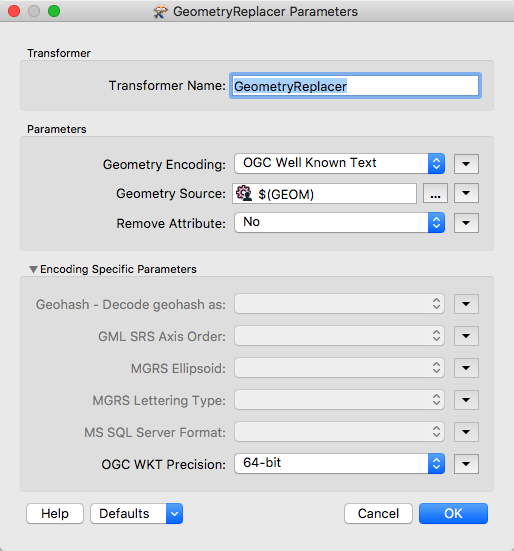 GeometryReplacer Parameters
Transformer
Transformer Name: GeometryReplacer
Parameters
Geometry Encoding: OGC Well Known Text
Geometry Source: $(GEOM) ...
Remove Attribute: No
Encoding Specific Parameters
Geohash - Decode geohash as:
GML SRS Axis Order:
MGRS Ellipsoid:
MGRS Lettering Type:
MS SQL Server Format:
OGC WKT Precision: 64-bit
Help Defaults Cancel OK